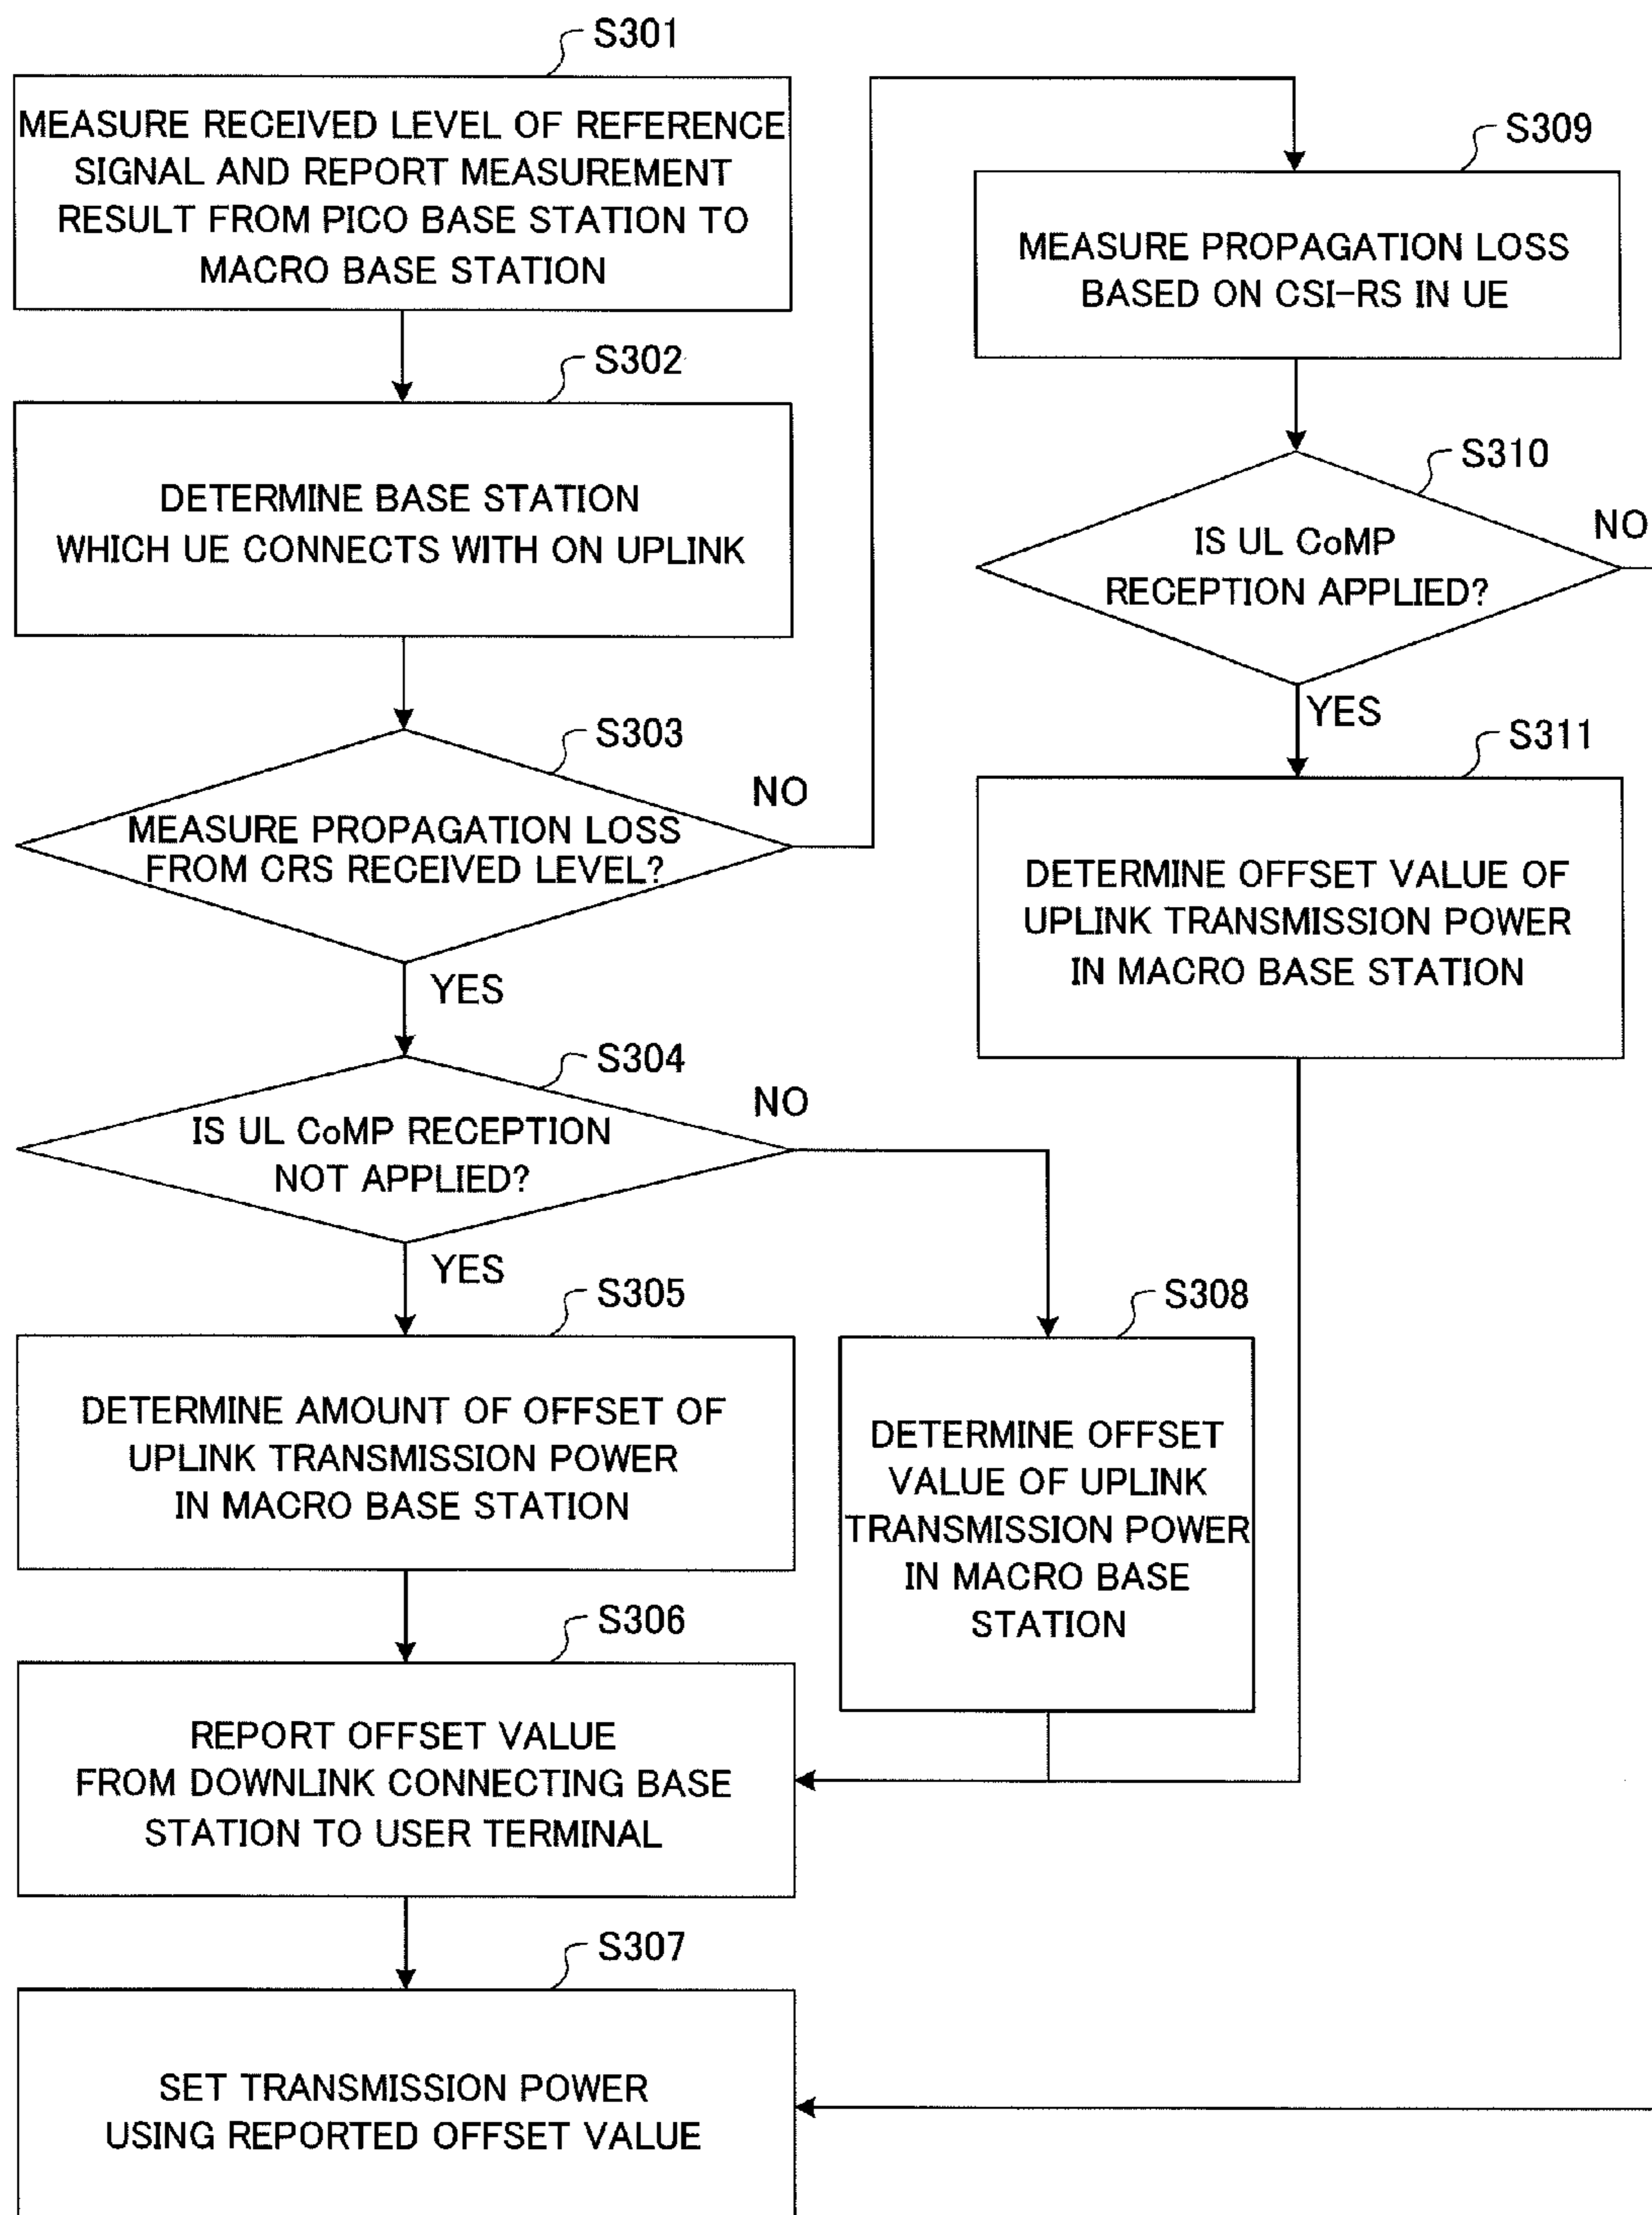 S301
MEASURE RECEIVED LEVEL OF REFERENCE
SIGNAL AND REPORT MEASUREMENT
RESULT FROM PICO BASE STATION TO
MACRO BASE STATION
S302
DETERMINE BASE STATION
WHICH UE CONNECTS WITH ON UPLINK
S303
MEASURE PROPAGATION LOSS
FROM CRS RECEIVED LEVEL?
NO
YES
S304
IS UL CoMP RECEPTION
NOT APPLIED?
NO
YES
S305
DETERMINE AMOUNT OF OFFSET OF
UPLINK TRANSMISSION POWER
IN MACRO BASE STATION
S306
REPORT OFFSET VALUE
FROM DOWNLINK CONNECTING BASE
STATION TO USER TERMINAL
S307
SET TRANSMISSION POWER
USING REPORTED OFFSET VALUE
S308
DETERMINE OFFSET
VALUE OF UPLINK
TRANSMISSION POWER
IN MACRO BASE
STATION
S309
MEASURE PROPAGATION LOSS
BASED ON CSI-RS IN UE
S310
IS UL CoMP
RECEPTION APPLIED?
NO
YES
S311
DETERMINE OFFSET VALUE OF
UPLINK TRANSMISSION POWER
IN MACRO BASE STATION